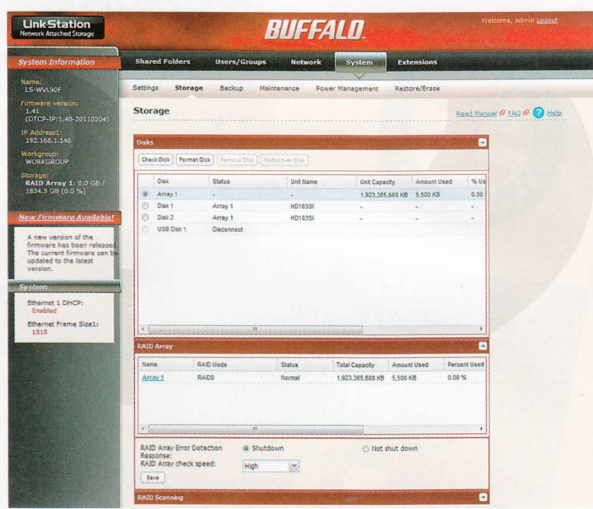 LinkStation
Network Attached Storage
BUFFALO
Welcome, admin Logout
System Information
Name:
LS-WVL90F
Firmware version:
1.41
(DTCP-IP:1.40-20110204)
IP Address1:
192.168.1.146
Workgroup:
WORKGROUP
Storage:
RAID Array 1: 0.0 GB /
1834.3 GB (0.0 %)
New Firmware Available!
A new version of the
firmware has been released.
The current firmware can be
updated to the latest
version.
System
Ethernet 1 DHCP:
Enabled
Ethernet Frame Size1:
1518
Shared Folders Users/Groups Network System Extensions
Settings Storage Backup Maintenance Power Management Restore/Erase
Storage
Read Manual FAQ ? Help
Disks
Check Disk Format Disk Remove Disk Rediscover Disk
Disk Status Unit Name Unit Capacity Amount Used % Us
Array 1 - - 1,923,365,688 KB 5,500 KB 0.00
Disk 1 Array 1 HD103SI - - -
Disk 2 Array 1 HD103SI - - -
USB Disk 1 Disconnect
RAID Array
Name RAID Mode Status Total Capacity Amount Used Percent Used
Array 1 RAID0 Normal 1,923,365,688 KB 5,500 KB 0.00 %
RAID Array Error Detection
Response:
Shutdown Not shut down
RAID Array check speed: High
Save
RAID Scanning